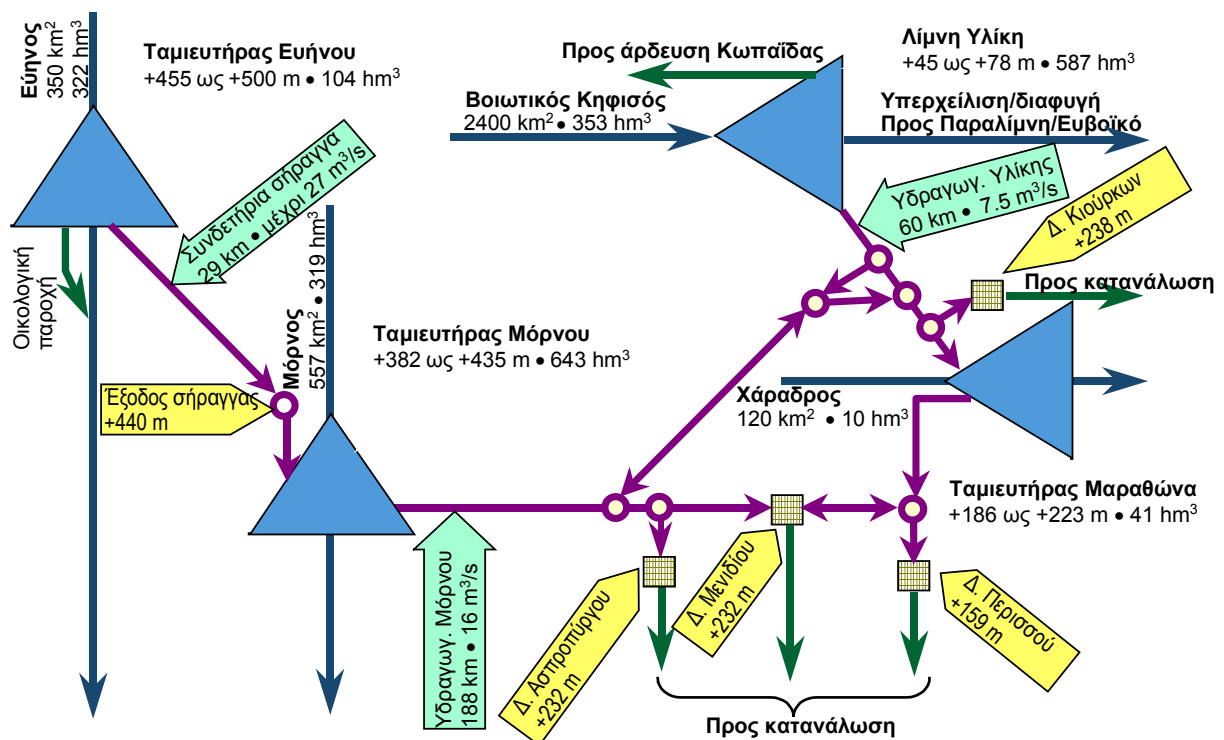 Εύηνος
350 km²
322 hm³
Ταμιευτήρας Ευήνου
+455 ως +500 m • 104 hm³
Προς άρδευση Κωπαΐδας
Λίμνη Υλίκη
+45 ως +78 m • 587 hm³
Βοιωτικός Κηφισός
2400 km² • 353 hm³
Υπερχείλιση/διαφυγή
Προς Παραλίμνη/Ευβοϊκό
Συνδετήρια σήραγγα
29 km • μέχρι 27 m³/s
Υδραγωγ. Υλίκης
60 km • 7.5 m³/s
Δ. Κιούρκων
+238 m
Οικολογική
παροχή
Προς κατανάλωση
Μόρνος
557 km² • 319 hm³
Ταμιευτήρας Μόρνου
+382 ως +435 m • 643 hm³
Έξοδος σήραγγας
+440 m
Χάραδρος
120 km² • 10 hm³
Ταμιευτήρας Μαραθώνα
+186 ως +223 m • 41 hm³
Υδραγωγ. Μόρνου
188 km • 16 m³/s
Δ. Ασπροπύργου
+232 m
Δ. Μενιδίου
+232 m
Δ. Περισσού
+159 m
Προς κατανάλωση